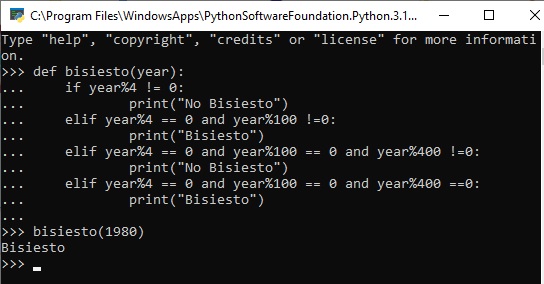 C:\Program Files\WindowsApps\PythonSoftwareFoundation.Python.3.1...
Type "help", "copyright", "credits" or "license" for more informati
on.
>>> def bisiesto(year):
...     if year%4 != 0:
...             print("No Bisiesto")
...     elif year%4 == 0 and year%100 !=0:
...             print("Bisiesto")
...     elif year%4 == 0 and year%100 == 0 and year%400 !=0:
...             print("No Bisiesto")
...     elif year%4 == 0 and year%100 == 0 and year%400 ==0:
...             print("Bisiesto")
...
>>> bisiesto(1980)
Bisiesto
>>>